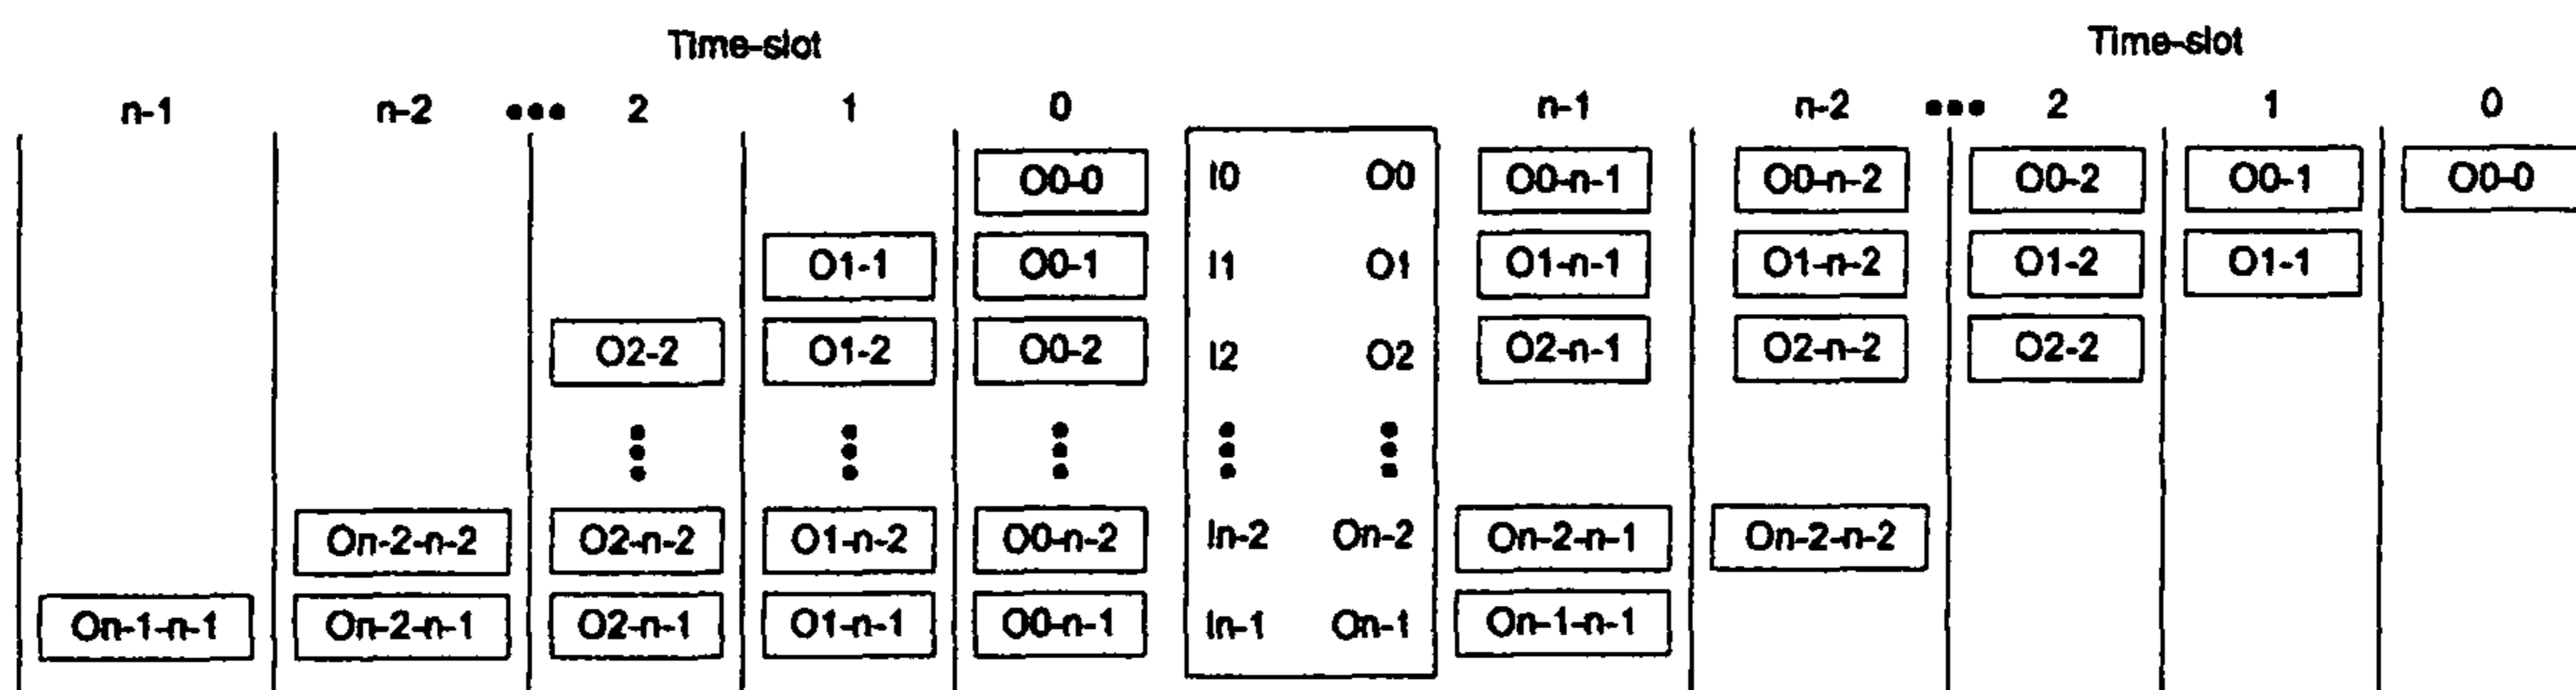 Time-slot Time-slot
n-1 n-2 ••• 2 1 0 n-1 n-2 ••• 2 1 0
O0-0 I0 O0 O0-n-1 O0-n-2 O0-2 O0-1 O0-0
O1-1 O0-1 I1 O1 O1-n-1 O1-n-2 O1-2 O1-1
O2-2 O1-2 O0-2 I2 O2 O2-n-1 O2-n-2 O2-2
On-2-n-2 O2-n-2 O1-n-2 O0-n-2 In-2 On-2 On-2-n-1 On-2-n-2
On-1-n-1 On-2-n-1 O2-n-1 O1-n-1 O0-n-1 In-1 On-1 On-1-n-1